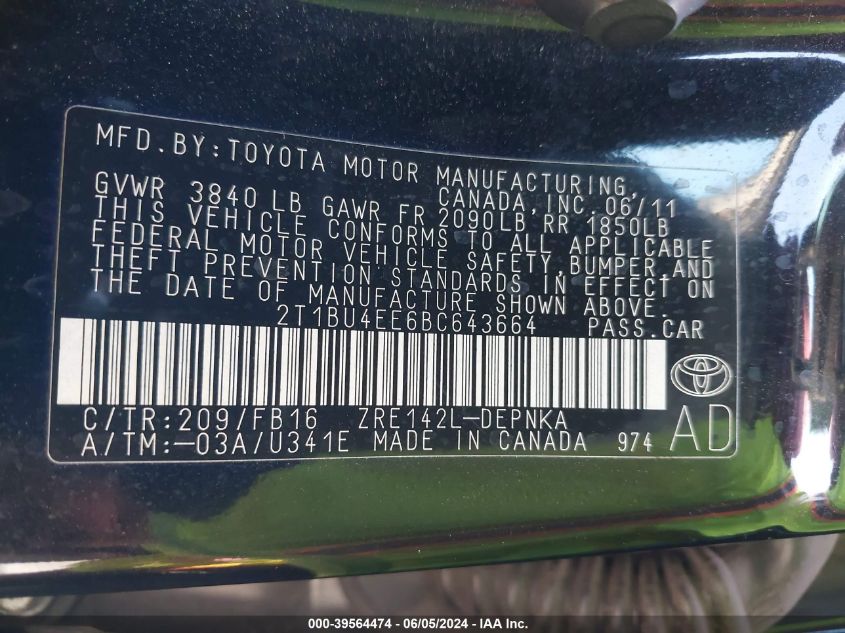 MFD.BY:TOYOTA MOTOR MANUFACTURING,
CANADA,INC. 06/11
GVWR 3840 LB GAWR FR 2090LB RR 1850LB
THIS VEHICLE CONFORMS TO ALL APPLICABLE
FEDERAL MOTOR VEHICLE SAFETY,BUMPER,AND
THEFT PREVENTION STANDARDS IN EFFECT ON
THE DATE OF MANUFACTURE SHOWN ABOVE.
2T1BU4EE6BC643664 PASS.CAR
C/TR:209/FB16 ZRE142L-DEPNKA
A/TM:-03A/U341E MADE IN CANADA 974 AD
000-39564474 - 06/05/2024 - IAA Inc.